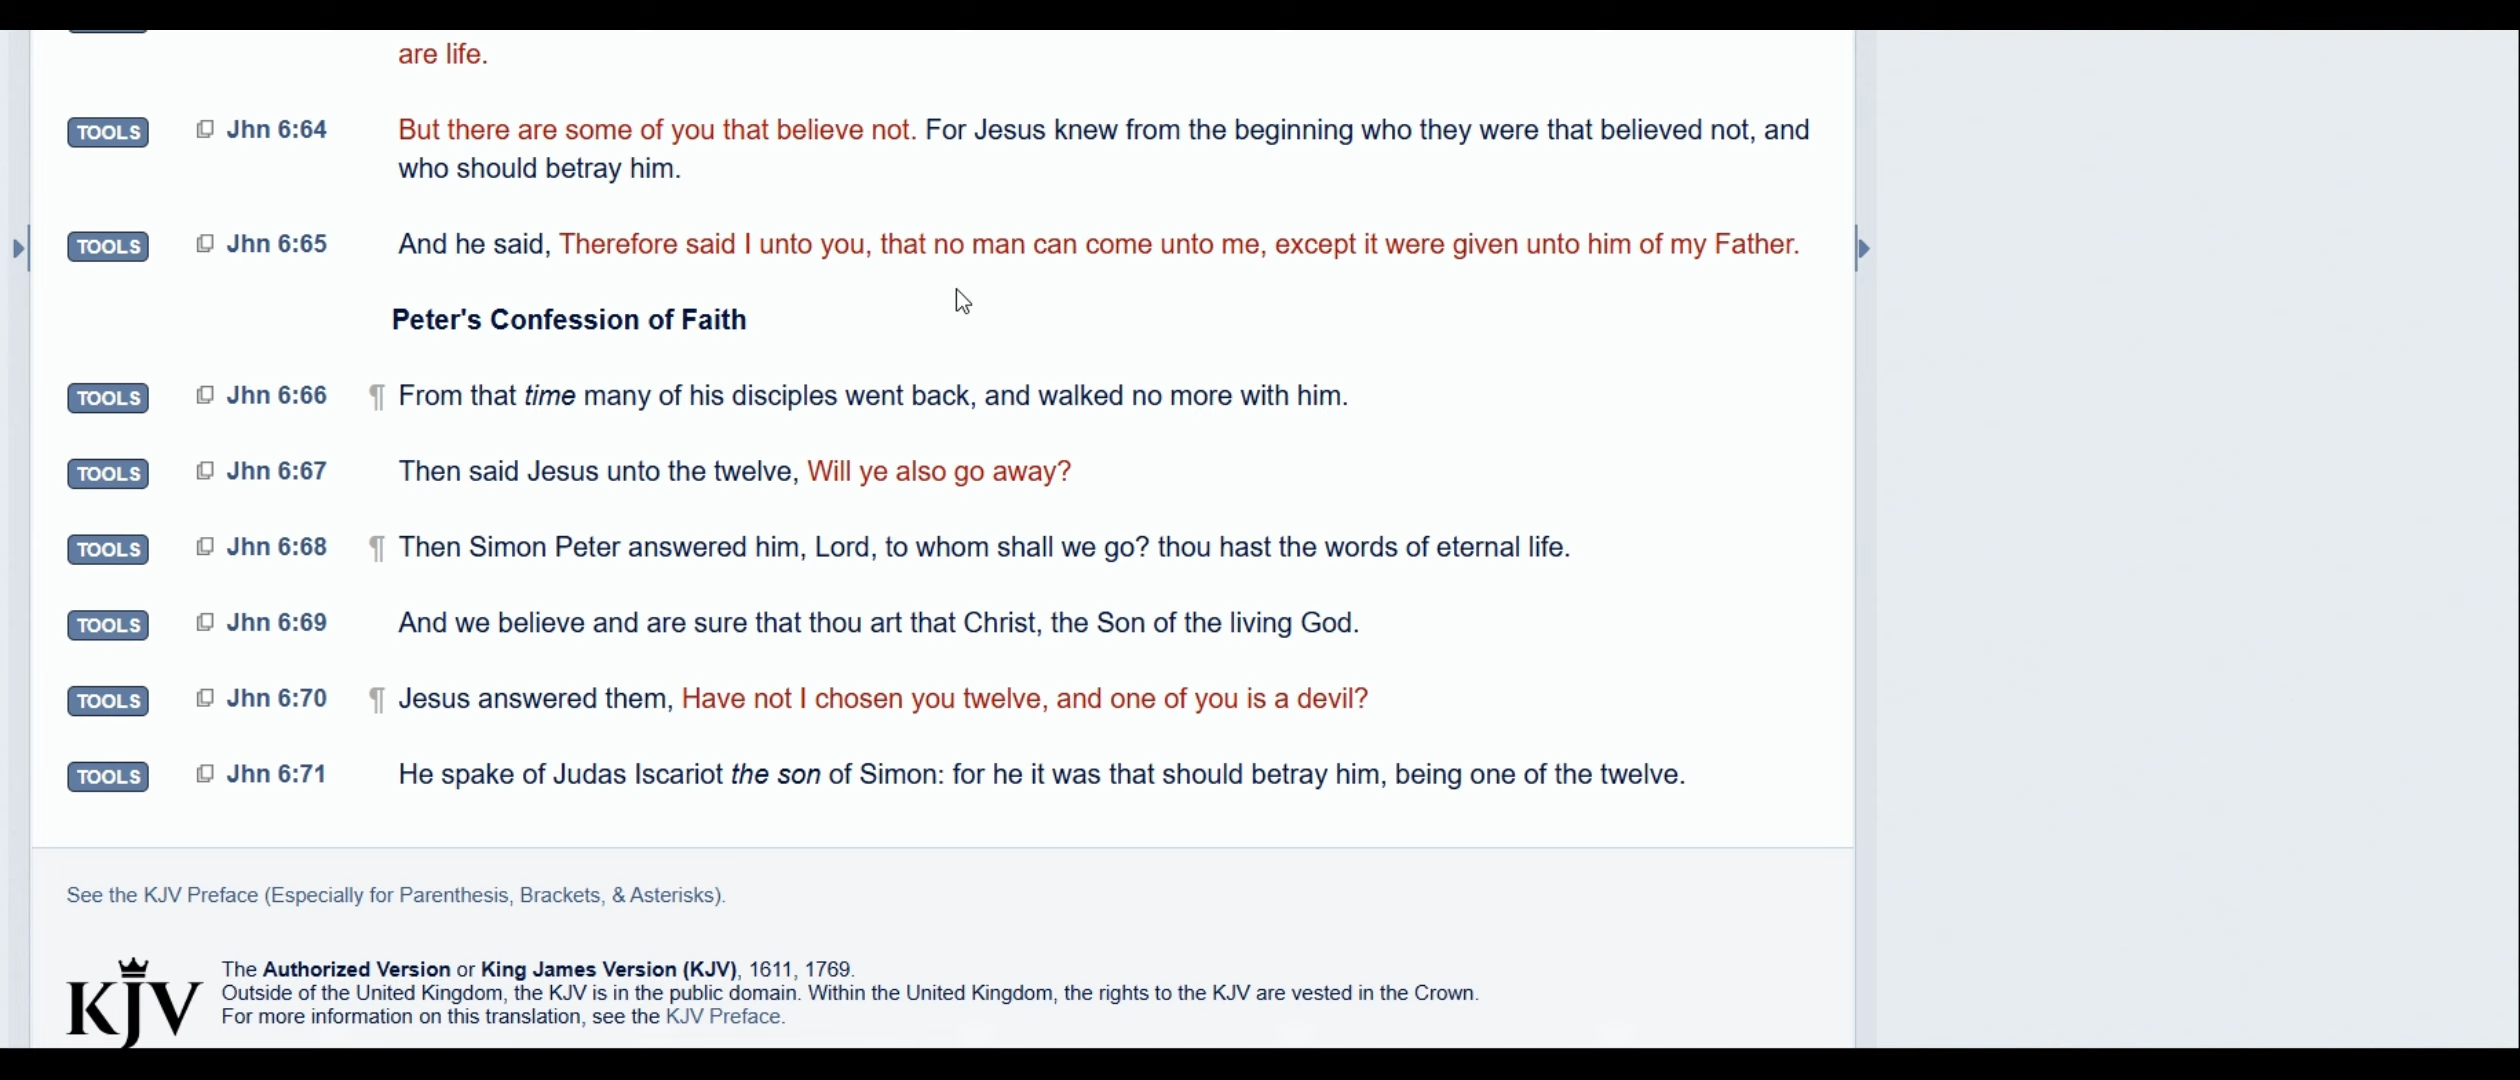 are life.
TOOLS Jhn 6:64 But there are some of you that believe not. For Jesus knew from the beginning who they were that believed not, and
who should betray him.
TOOLS Jhn 6:65 And he said, Therefore said I unto you, that no man can come unto me, except it were given unto him of my Father.
Peter's Confession of Faith
TOOLS Jhn 6:66 ¶ From that time many of his disciples went back, and walked no more with him.
TOOLS Jhn 6:67 Then said Jesus unto the twelve, Will ye also go away?
TOOLS Jhn 6:68 ¶ Then Simon Peter answered him, Lord, to whom shall we go? thou hast the words of eternal life.
TOOLS Jhn 6:69 And we believe and are sure that thou art that Christ, the Son of the living God.
TOOLS Jhn 6:70 ¶ Jesus answered them, Have not I chosen you twelve, and one of you is a devil?
TOOLS Jhn 6:71 He spake of Judas Iscariot the son of Simon: for he it was that should betray him, being one of the twelve.
See the KJV Preface (Especially for Parenthesis, Brackets, & Asterisks).
KJV
The Authorized Version or King James Version (KJV), 1611, 1769.
Outside of the United Kingdom, the KJV is in the public domain. Within the United Kingdom, the rights to the KJV are vested in the Crown.
For more information on this translation, see the KJV Preface.